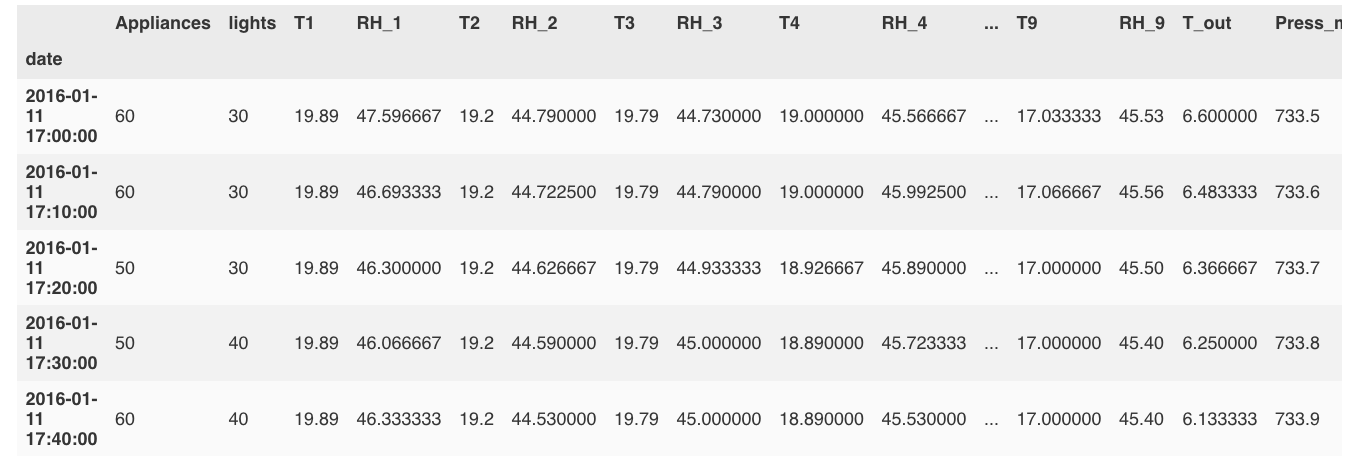 Appliances lights T1 RH_1 T2 RH_2 T3 RH_3 T4 RH_4 ... T9 RH_9 T_out
date
2016-01-
11 60 30 19.89 47.596667 19.2 44.790000 19.79 44.730000 19.000000 45.566667 ... 17.033333 45.53 6.600000 733.5
17:00:00
2016-01-
11 60 30 19.89 46.693333 19.2 44.722500 19.79 44.790000 19.000000 45.992500 ... 17.066667 45.56 6.483333 733.6
17:10:00
2016-01-
11 50 30 19.89 46.300000 19.2 44.626667 19.79 44.933333 18.926667 45.890000 ... 17.000000 45.50 6.366667 733.7
17:20:00
2016-01-
11 50 40 19.89 46.066667 19.2 44.590000 19.79 45.000000 18.890000 45.723333 ... 17.000000 45.40 6.250000 733.8
17:30:00
2016-01-
11 60 40 19.89 46.333333 19.2 44.530000 19.79 45.000000 18.890000 45.530000 ... 17.000000 45.40 6.133333 733.9
17:40:00